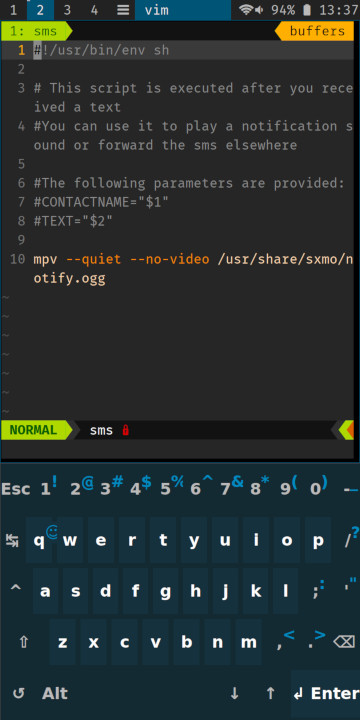 1 2 3 4 ☰ vim 94% 13:37
1: sms buffers
1 #!/usr/bin/env sh
2
3 # This script is executed after you rece
ived a text
4 #You can use it to play a notification s
ound or forward the sms elsewhere
5
6 #The following parameters are provided:
7 #CONTACTNAME="$1"
8 #TEXT="$2"
9
10 mpv --quiet --no-video /usr/share/sxmo/n
otify.ogg
~
~
~
~
~
~
~
NORMAL sms
Esc 1! 2@ 3# 4$ 5% 6^ 7& 8* 9( 0) -_
↹ q☺ w e r t y u i o p /?
^ a s d f g h j k l ;: '"
⇧ z x c v b n m ,< .> ⌫
↺ Alt ↓ ↑ ↲ Enter